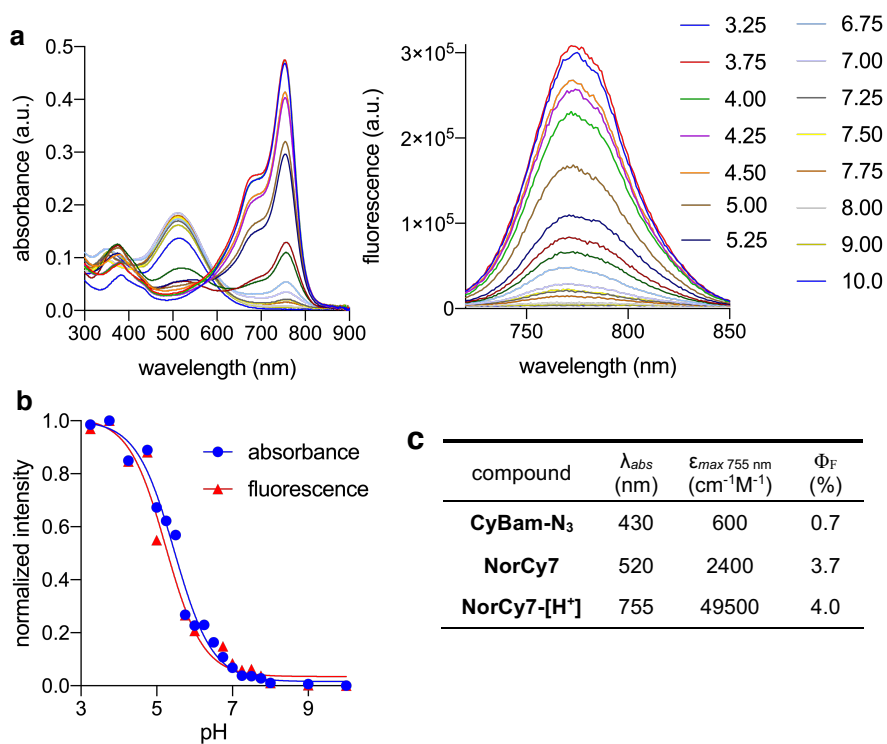 a
absorbance (a.u.)
0.5
0.4
0.3
0.2
0.1
0.0
300 400 500 600 700 800 900
wavelength (nm)
fluorescence (a.u.)
3×10⁵
2×10⁵
1×10⁵
0
750 800 850
wavelength (nm)
3.25
3.75
4.00
4.25
4.50
5.00
5.25
6.75
7.00
7.25
7.50
7.75
8.00
9.00
10.0
b
normalized intensity
1.0
0.8
0.6
0.4
0.2
0.0
3 5 7 9
pH
absorbance
fluorescence
c
compound λabs (nm) εmax 755 nm (cm⁻¹M⁻¹) ΦF (%)
CyBam-N₃ 430 600 0.7
NorCy7 520 2400 3.7
NorCy7-[H⁺] 755 49500 4.0